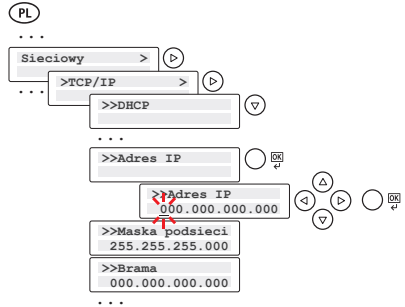 PL
...
Sieciowy >
>TCP/IP >
...
>>DHCP
...
>>Adres IP
OK
>>Adres IP
000.000.000.000
OK
>>Maska podsieci
255.255.255.000
>>Brama
000.000.000.000
...